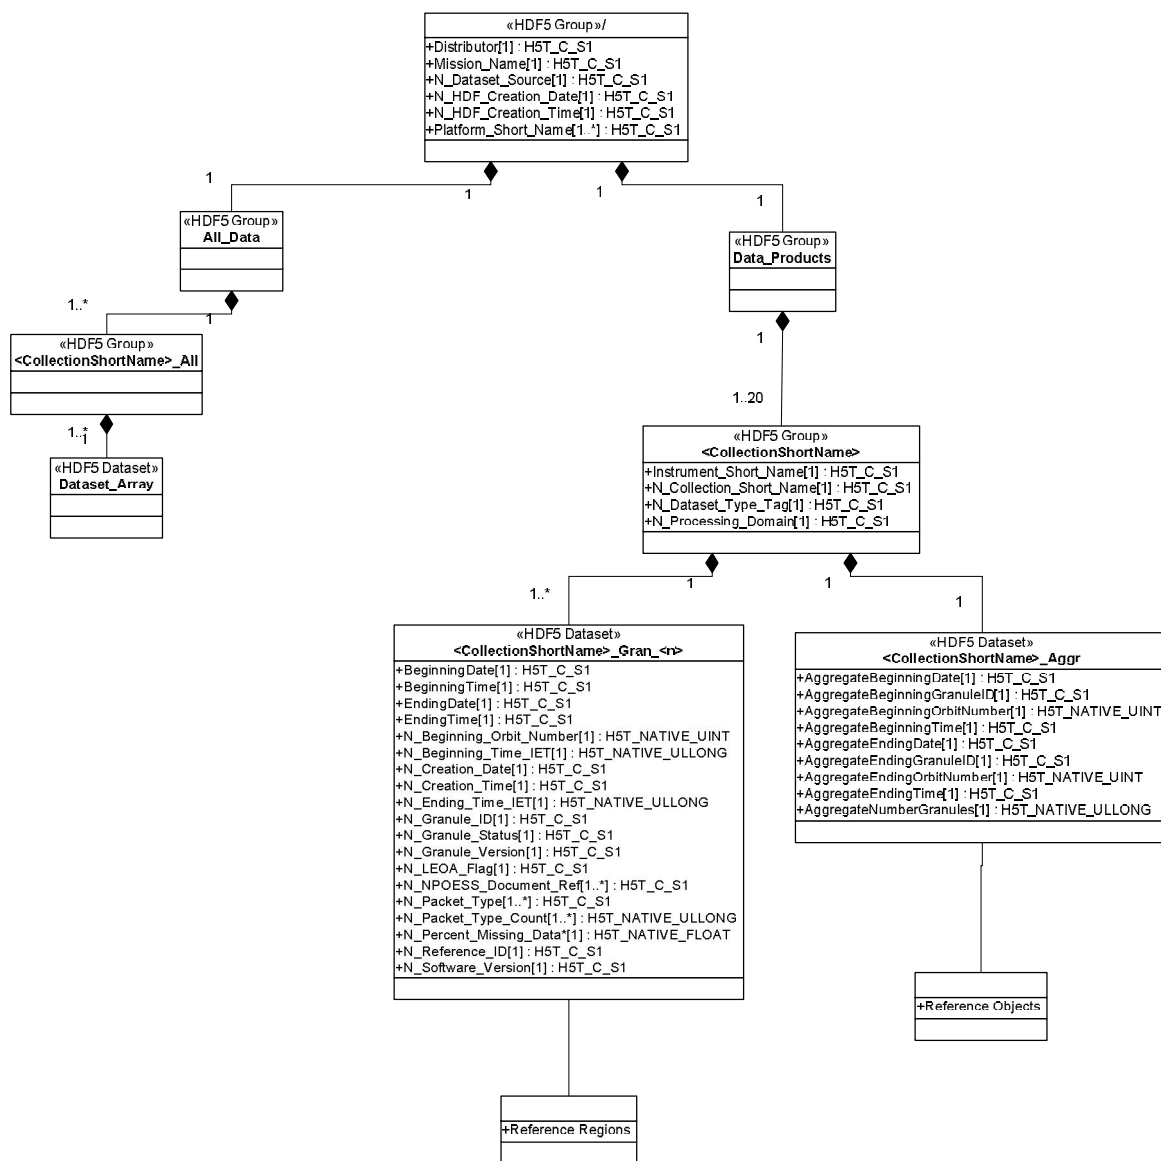 «HDF5 Group»/
+Distributor[1] : H5T_C_S1
+Mission_Name[1] : H5T_C_S1
+N_Dataset_Source[1] : H5T_C_S1
+N_HDF_Creation_Date[1] : H5T_C_S1
+N_HDF_Creation_Time[1] : H5T_C_S1
+Platform_Short_Name[1..*] : H5T_C_S1
1
1
1
1
«HDF5 Group»
All_Data
«HDF5 Group»
Data_Products
1..*
1
1
«HDF5 Group»
<CollectionShortName>_All
1..*
1
1..20
«HDF5 Dataset»
Dataset_Array
«HDF5 Group»
<CollectionShortName>
+Instrument_Short_Name[1] : H5T_C_S1
+N_Collection_Short_Name[1] : H5T_C_S1
+N_Dataset_Type_Tag[1] : H5T_C_S1
+N_Processing_Domain[1] : H5T_C_S1
1..*
1
1
1
«HDF5 Dataset»
<CollectionShortName>_Gran_<n>
+BeginningDate[1] : H5T_C_S1
+BeginningTime[1] : H5T_C_S1
+EndingDate[1] : H5T_C_S1
+EndingTime[1] : H5T_C_S1
+N_Beginning_Orbit_Number[1] : H5T_NATIVE_UINT
+N_Beginning_Time_IET[1] : H5T_NATIVE_ULLONG
+N_Creation_Date[1] : H5T_C_S1
+N_Creation_Time[1] : H5T_C_S1
+N_Ending_Time_IET[1] : H5T_NATIVE_ULLONG
+N_Granule_ID[1] : H5T_C_S1
+N_Granule_Status[1] : H5T_C_S1
+N_Granule_Version[1] : H5T_C_S1
+N_LEOA_Flag[1] : H5T_C_S1
+N_NPOESS_Document_Ref[1..*] : H5T_C_S1
+N_Packet_Type[1..*] : H5T_C_S1
+N_Packet_Type_Count[1..*] : H5T_NATIVE_ULLONG
+N_Percent_Missing_Data*[1] : H5T_NATIVE_FLOAT
+N_Reference_ID[1] : H5T_C_S1
+N_Software_Version[1] : H5T_C_S1
«HDF5 Dataset»
<CollectionShortName>_Aggr
+AggregateBeginningDate[1] : H5T_C_S1
+AggregateBeginningGranuleID[1] : H5T_C_S1
+AggregateBeginningOrbitNumber[1] : H5T_NATIVE_UINT
+AggregateBeginningTime[1] : H5T_C_S1
+AggregateEndingDate[1] : H5T_C_S1
+AggregateEndingGranuleID[1] : H5T_C_S1
+AggregateEndingOrbitNumber[1] : H5T_NATIVE_UINT
+AggregateEndingTime[1] : H5T_C_S1
+AggregateNumberGranules[1] : H5T_NATIVE_ULLONG
+Reference Objects
+Reference Regions